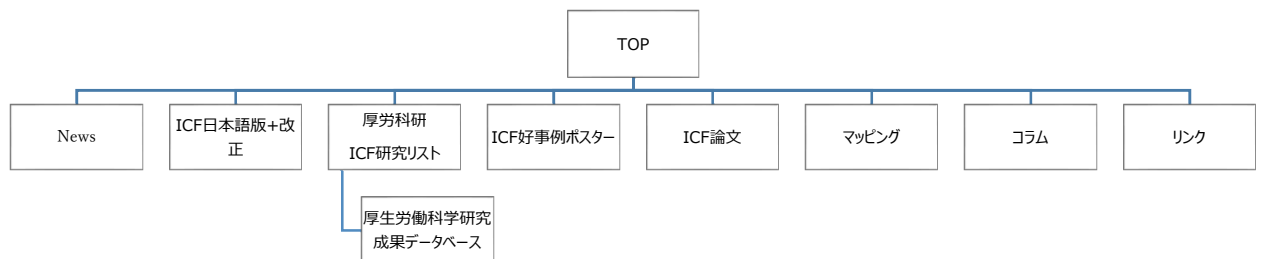 TOP
News
ICF日本語版+改
正
厚労科研
ICF研究リスト
ICF好事例ポスター
ICF論文
マッピング
コラム
リンク
厚生労働科学研究
成果データベース